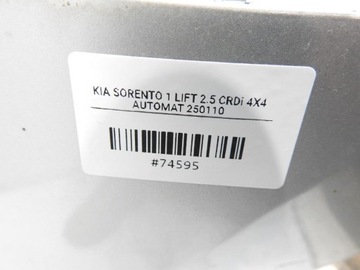 KIA SORENTO 1 LIFT 2.5 CRDi 4X4
AUTOMAT 250110
#74595